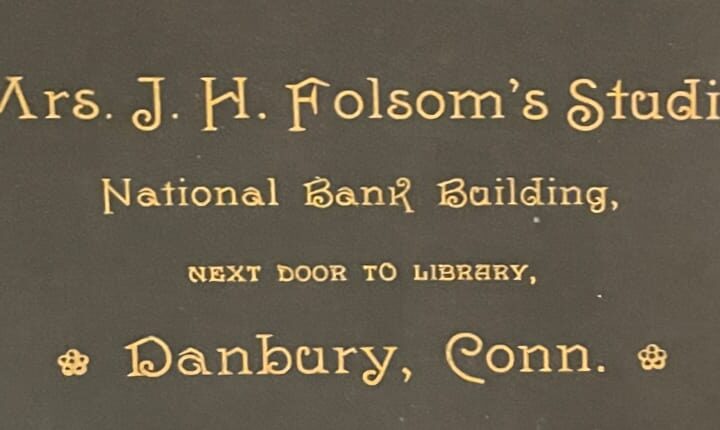 Mrs. J. H. Folsom's Studi
National Bank Building,
NEXT DOOR TO LIBRARY,
Danbury, Conn.